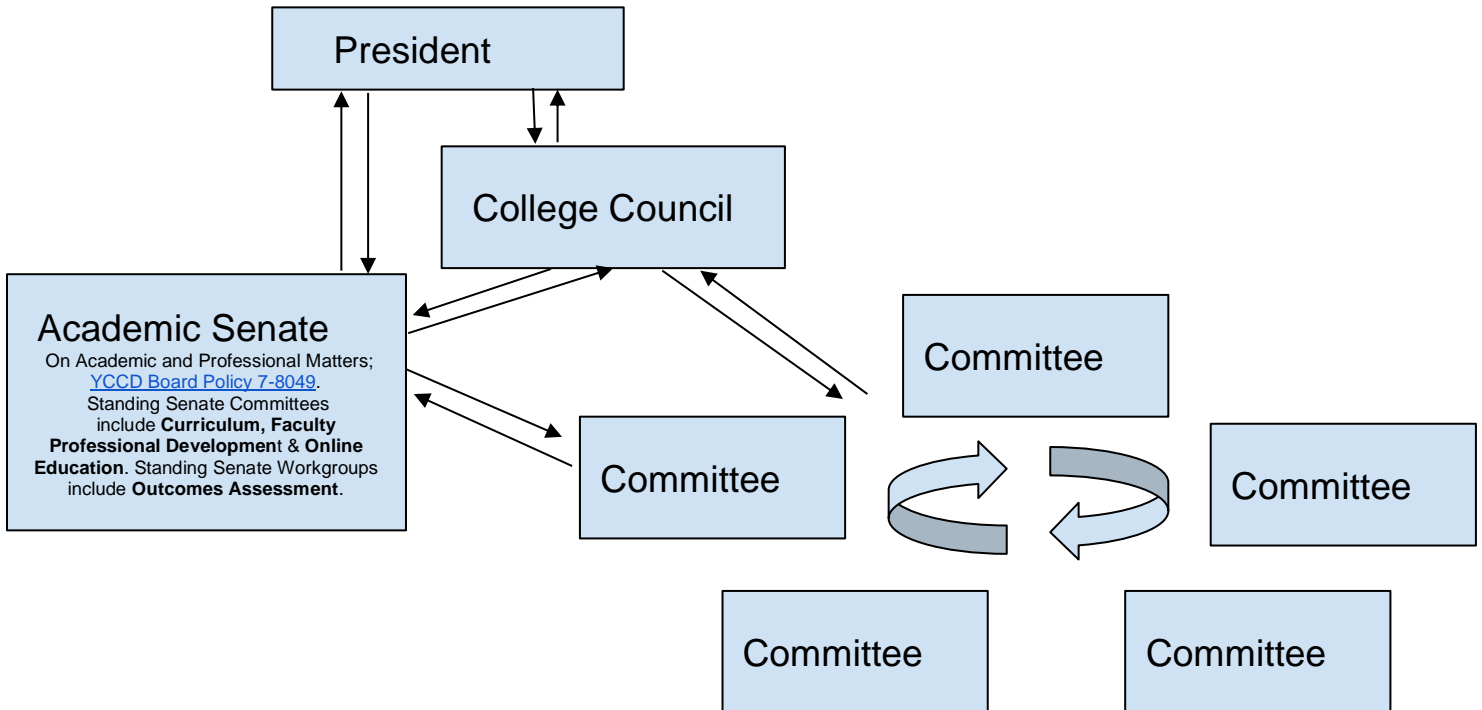 President
College Council
Academic Senate
On Academic and Professional Matters;
YCCD Board Policy 7-8049.
Standing Senate Committees
include Curriculum, Faculty
Professional Development & Online
Education. Standing Senate Workgroups
include Outcomes Assessment.
Committee
Committee
Committee
Committee
Committee